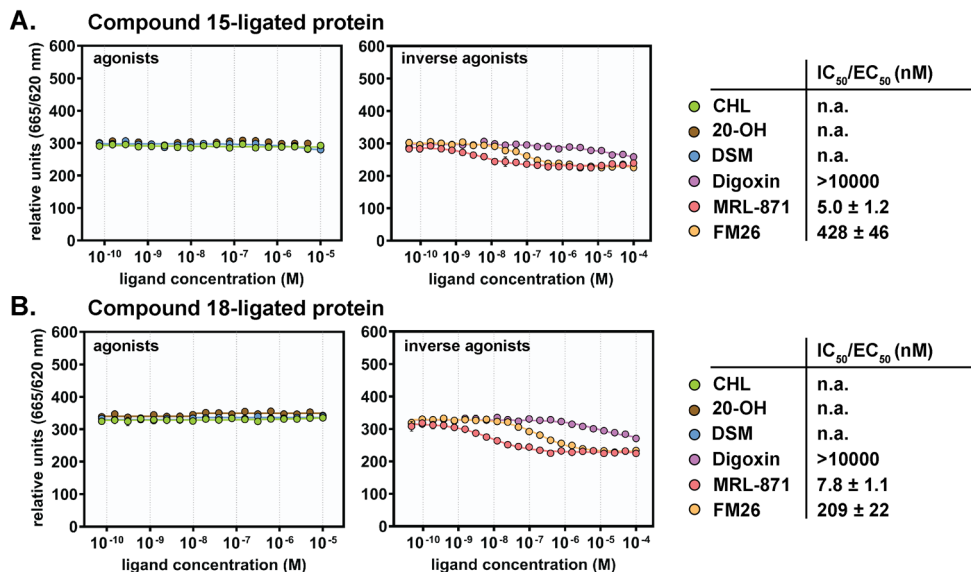 A. Compound 15-ligated protein
relative units (665/620 nm)
600
500
400
300
200
100
0
agonists
10⁻¹⁰ 10⁻⁹ 10⁻⁸ 10⁻⁷ 10⁻⁶ 10⁻⁵
ligand concentration (M)
600
500
400
300
200
100
0
inverse agonists
10⁻¹⁰ 10⁻⁹ 10⁻⁸ 10⁻⁷ 10⁻⁶ 10⁻⁵ 10⁻⁴
ligand concentration (M)
IC₅₀/EC₅₀ (nM)
CHL n.a.
20-OH n.a.
DSM n.a.
Digoxin >10000
MRL-871 5.0 ± 1.2
FM26 428 ± 46
B. Compound 18-ligated protein
relative units (665/620 nm)
600
500
400
300
200
100
0
agonists
10⁻¹⁰ 10⁻⁹ 10⁻⁸ 10⁻⁷ 10⁻⁶ 10⁻⁵
ligand concentration (M)
600
500
400
300
200
100
0
inverse agonists
10⁻¹⁰ 10⁻⁹ 10⁻⁸ 10⁻⁷ 10⁻⁶ 10⁻⁵ 10⁻⁴
ligand concentration (M)
IC₅₀/EC₅₀ (nM)
CHL n.a.
20-OH n.a.
DSM n.a.
Digoxin >10000
MRL-871 7.8 ± 1.1
FM26 209 ± 22